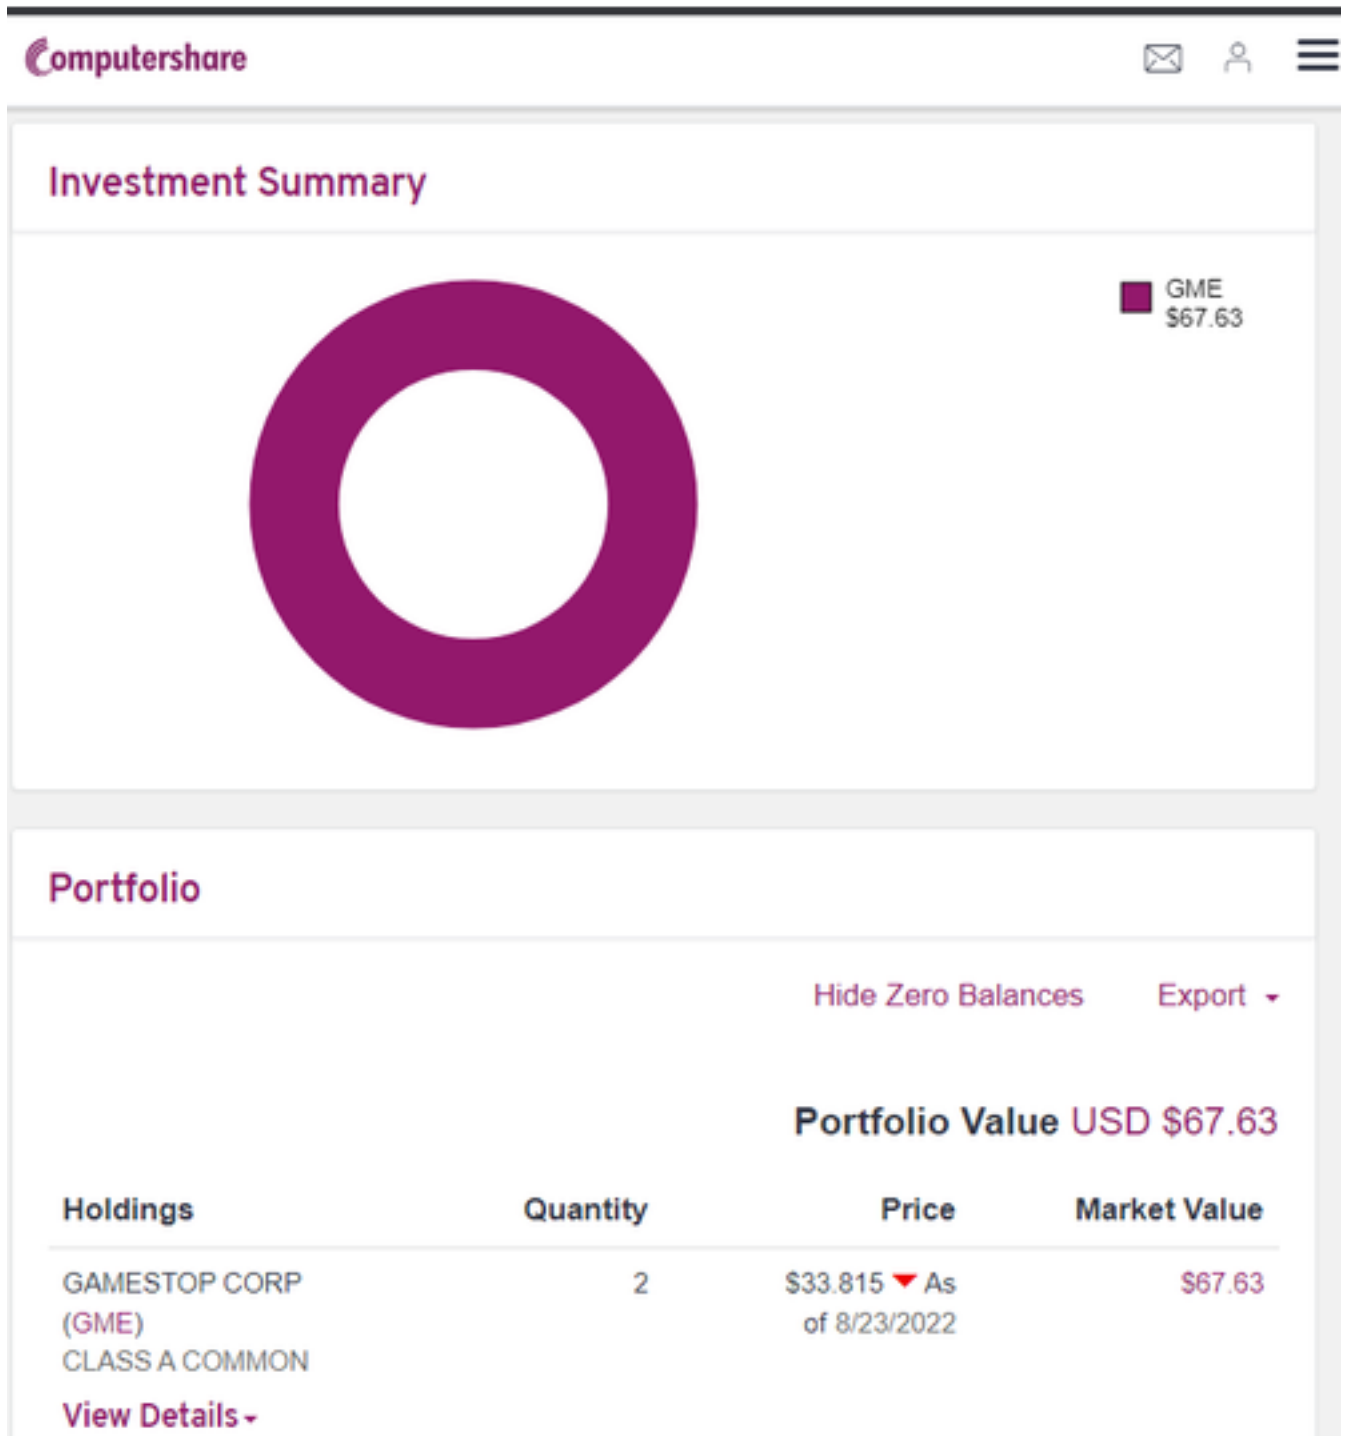 Computershare
Investment Summary
GME
$67.63
Portfolio
Hide Zero Balances Export
Portfolio Value USD $67.63
Holdings Quantity Price Market Value
GAMESTOP CORP 2 $33.815 As $67.63
(GME) of 8/23/2022
CLASS A COMMON
View Details